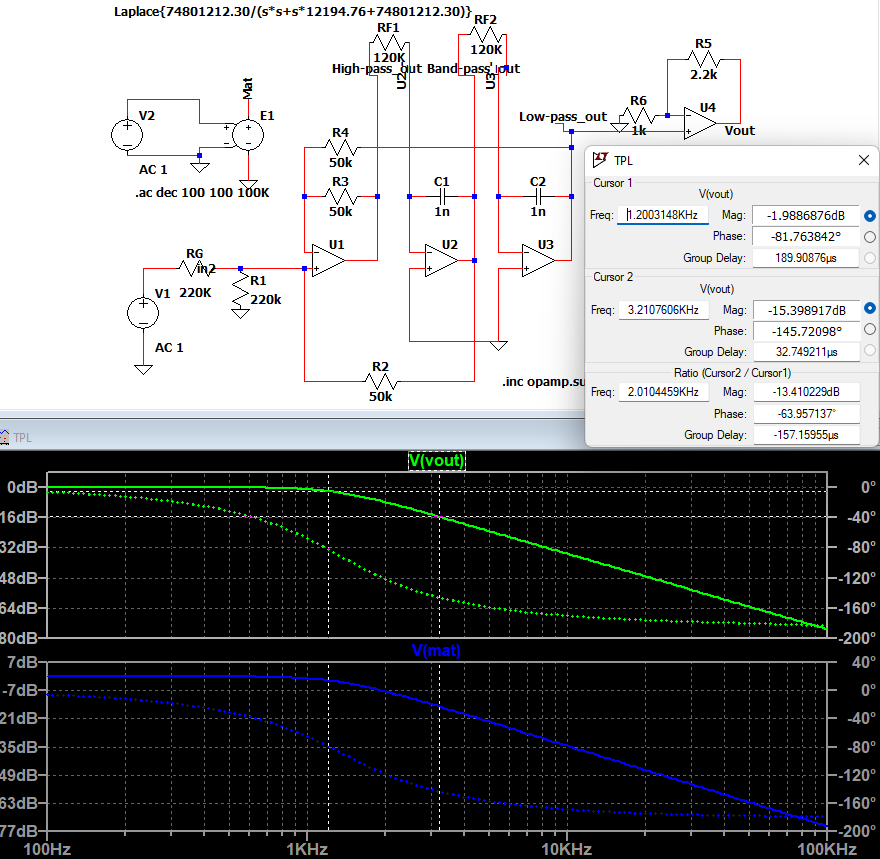 Laplace{74801212.30/(s*s+s*12194.76+74801212.30)}
RF1
120K
RF2
120K
High-pass_out
Band-pass_out
U2
U3
R5
2.2k
Mat
V2
E1
AC 1
.ac dec 100 100 100K
R4
50k
R3
50k
C1
1n
C2
1n
Low-pass_out
R6
1k
U4
Vout
U1
U2
U3
RG
in2
220K
R1
220k
V1
AC 1
R2
50k
.inc opamp.su
TPL
Cursor 1
V(vout)
Freq: 1.2003148KHz Mag: -1.9886876dB
Phase: -81.763842°
Group Delay: 189.90876µs
Cursor 2
V(vout)
Freq: 3.2107606KHz Mag: -15.398917dB
Phase: -145.72098°
Group Delay: 32.749211µs
Ratio (Cursor2 / Cursor1)
Freq: 2.0104459KHz Mag: -13.410229dB
Phase: -63.957137°
Group Delay: -157.15955µs
TPL
V(vout)
0dB 0°
16dB -40°
32dB -80°
48dB -120°
64dB -160°
80dB -200°
V(mat)
7dB 40°
-7dB 0°
21dB -40°
35dB -80°
49dB -120°
63dB -160°
77dB -200°
100Hz 1KHz 10KHz 100KHz